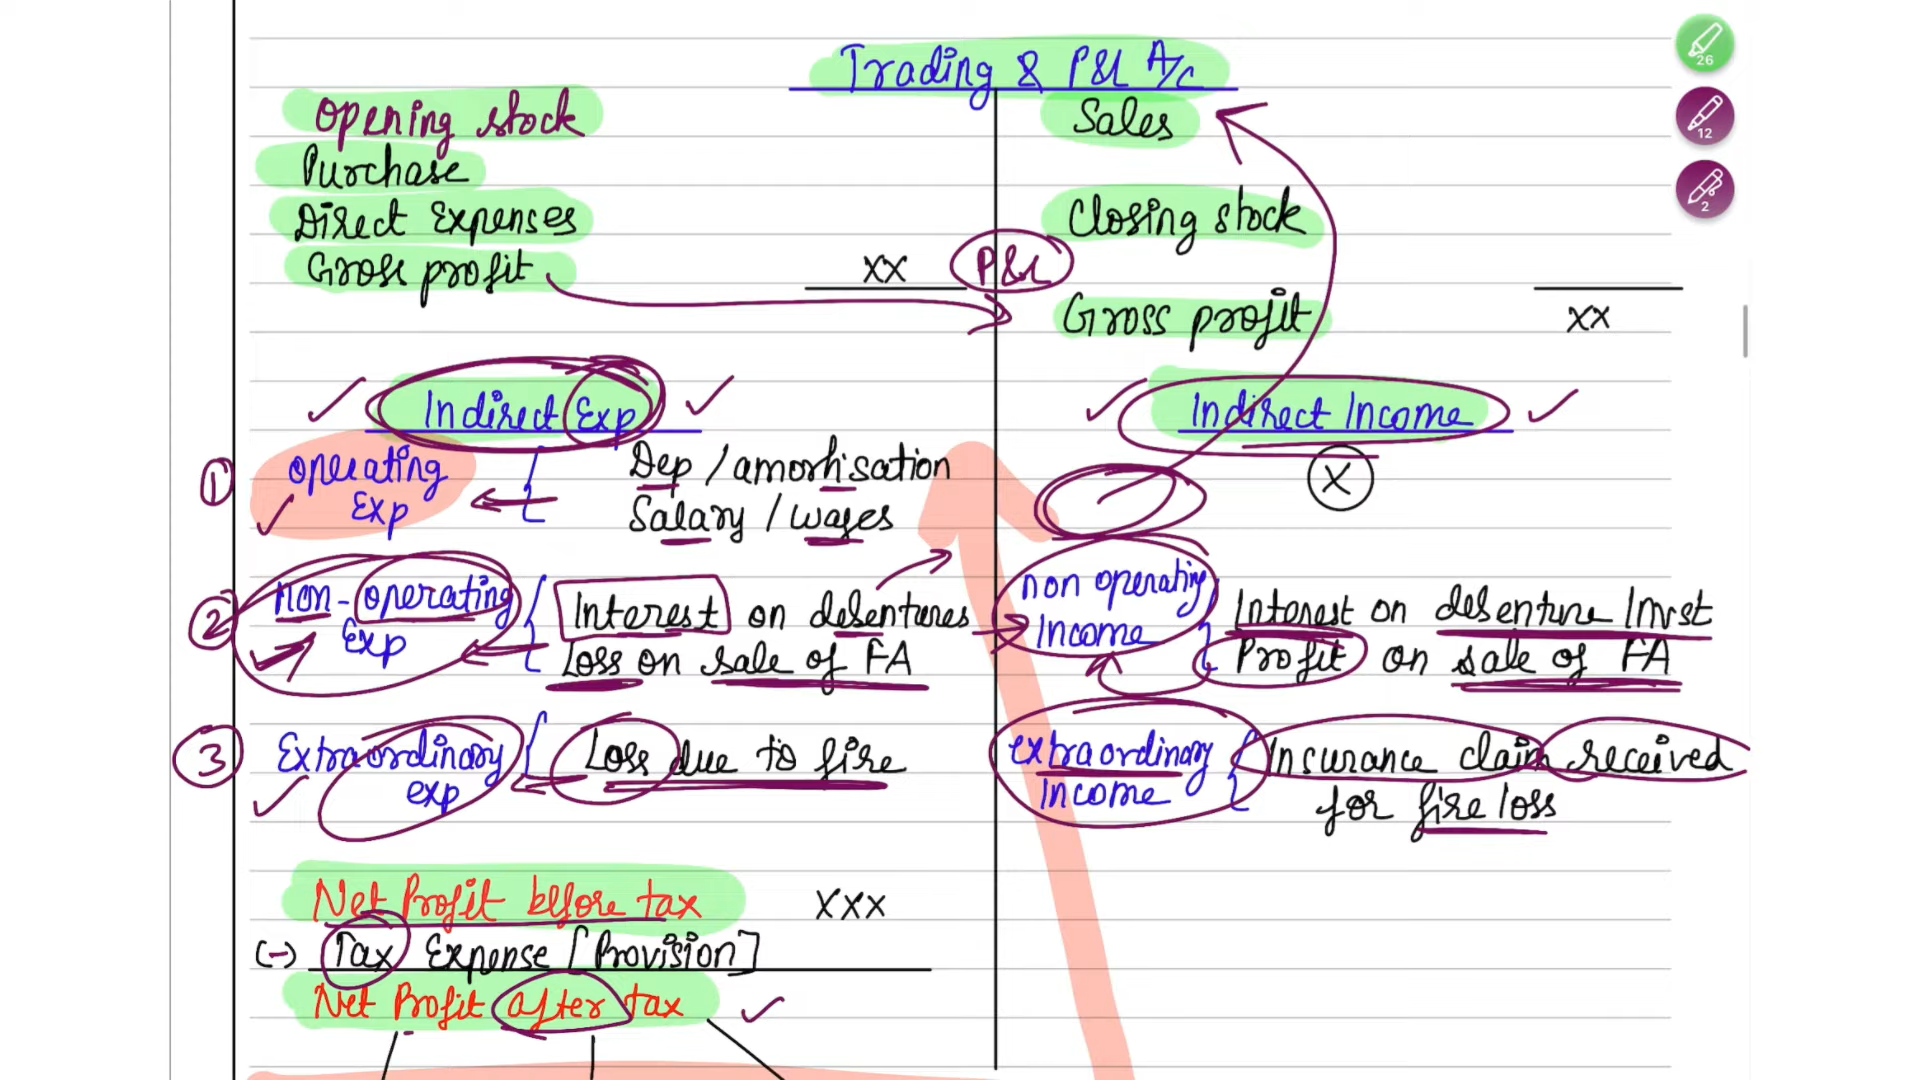 Trading & P&L A/c
Opening stock
Purchase
Direct Expenses
Gross profit xx
Sales
Closing stock
P&L
Gross profit xx
Indirect Exp
① operating Exp
Dep / amortisation
Salary / wages
② non-operating Exp
Interest on debentures
Loss on sale of FA
③ Extraordinary exp
Loss due to fire
Indirect Income
X
non operating Income
Interest on debenture Invst
Profit on sale of FA
extraordinary Income
Insurance claim received
for fire loss
Net Profit before tax xxx
(-) Tax Expense [Provision]
Net Profit after tax
26
12
2